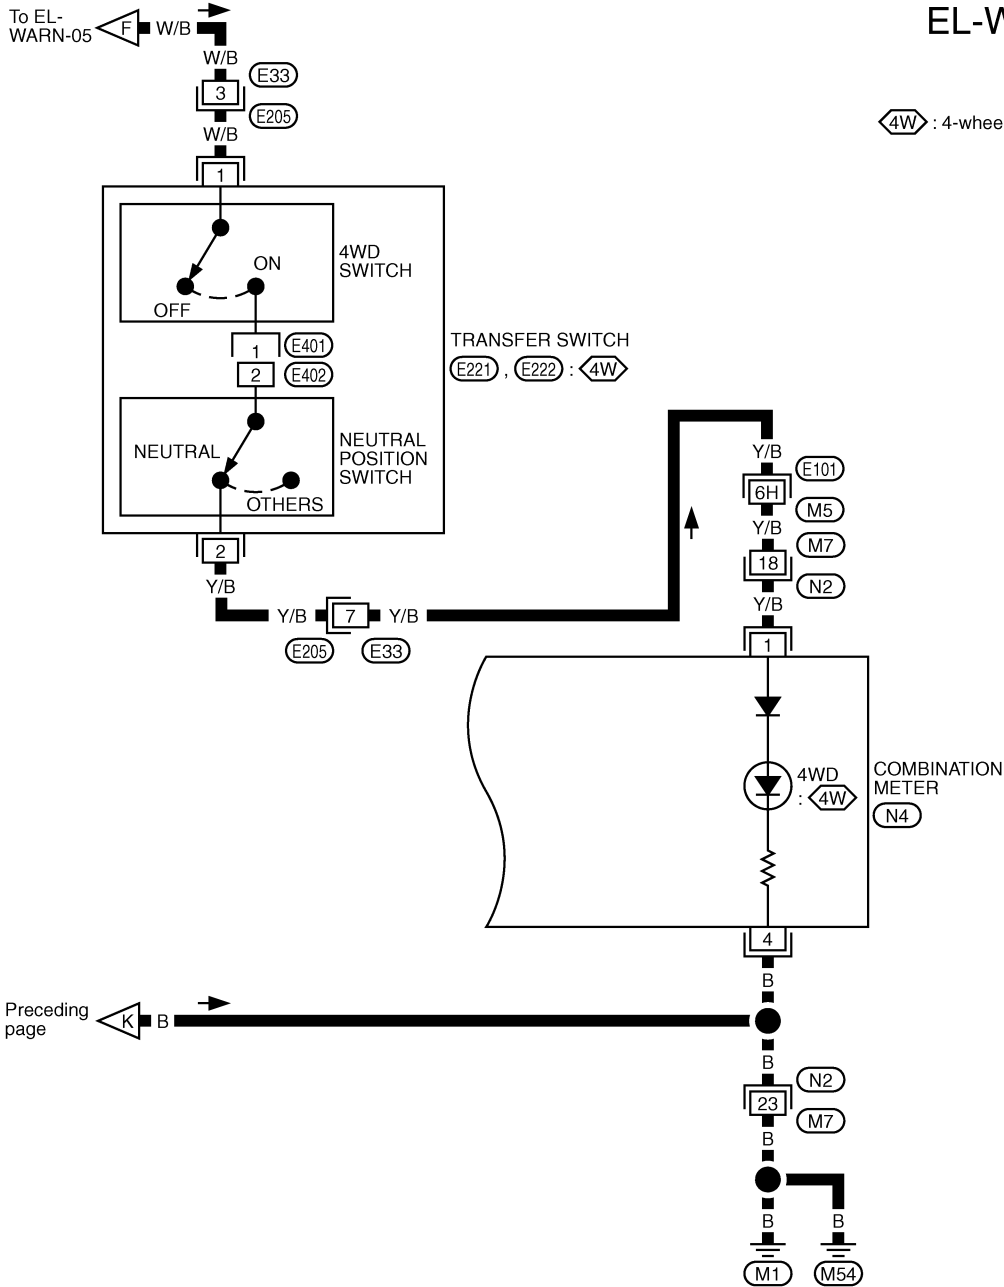 To EL-
WARN-05
F
W/B
EL-W
W/B
E33
3
E205
W/B
4W : 4-whee
1
4WD
SWITCH
ON
OFF
1
E401
2
E402
TRANSFER SWITCH
E221 , E222 : 4W
NEUTRAL
NEUTRAL
POSITION
SWITCH
OTHERS
2
Y/B
Y/B
7
Y/B
E205
E33
Y/B
E101
6H
M5
Y/B
M7
18
N2
Y/B
1
4WD
: 4W
COMBINATION
METER
N4
4
B
Preceding
page
K
B
B
N2
23
M7
B
B
B
M1
M54